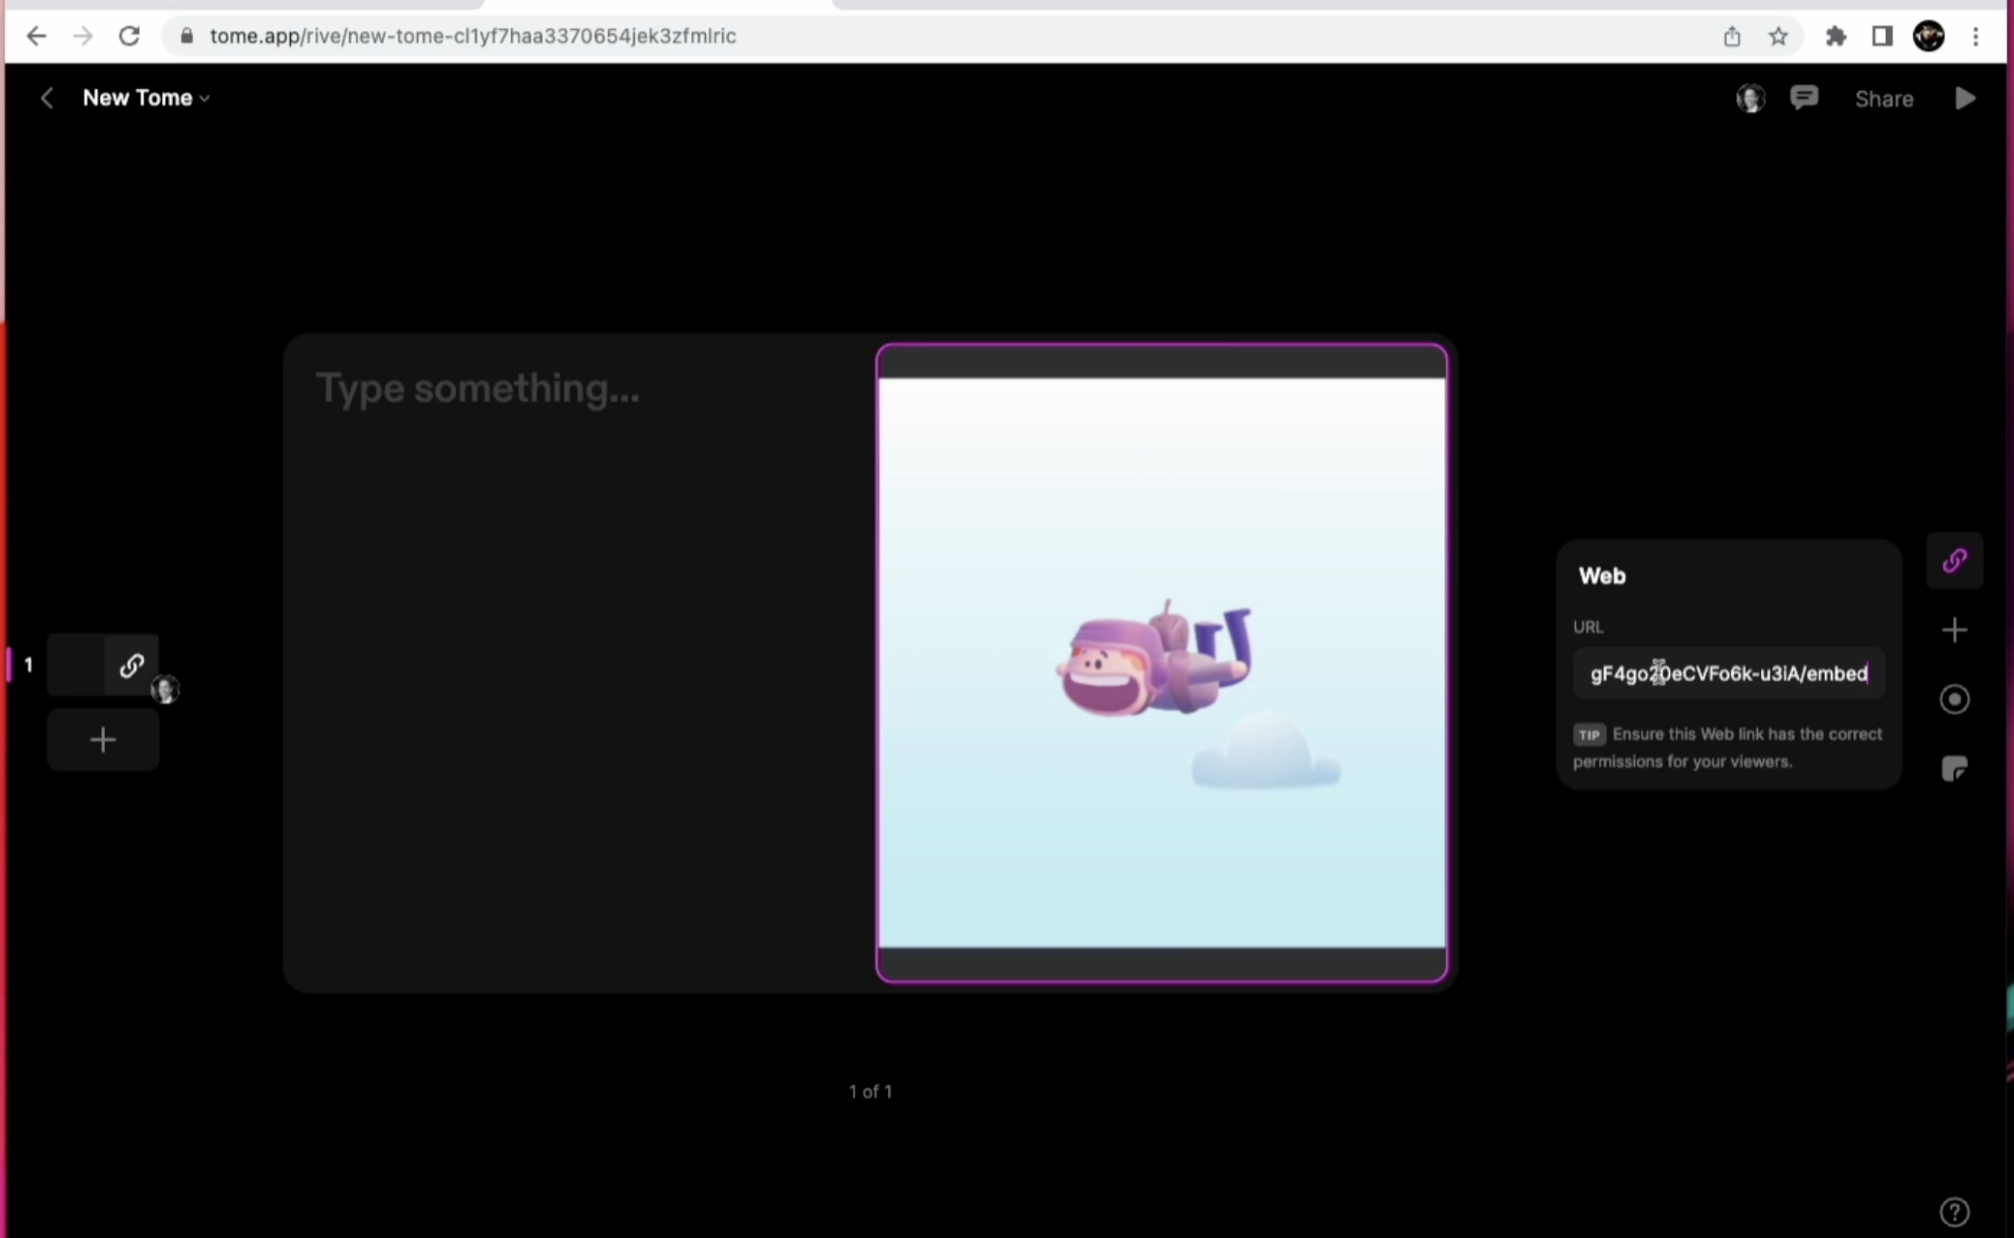 tome.app/rive/new-tome-cl1yf7haa3370654jek3zfmlric
New Tome
Share
Type something...
Web
URL
gF4go20eCVFo6k-u3iA/embed
TIP Ensure this Web link has the correct
permissions for your viewers.
1
1 of 1